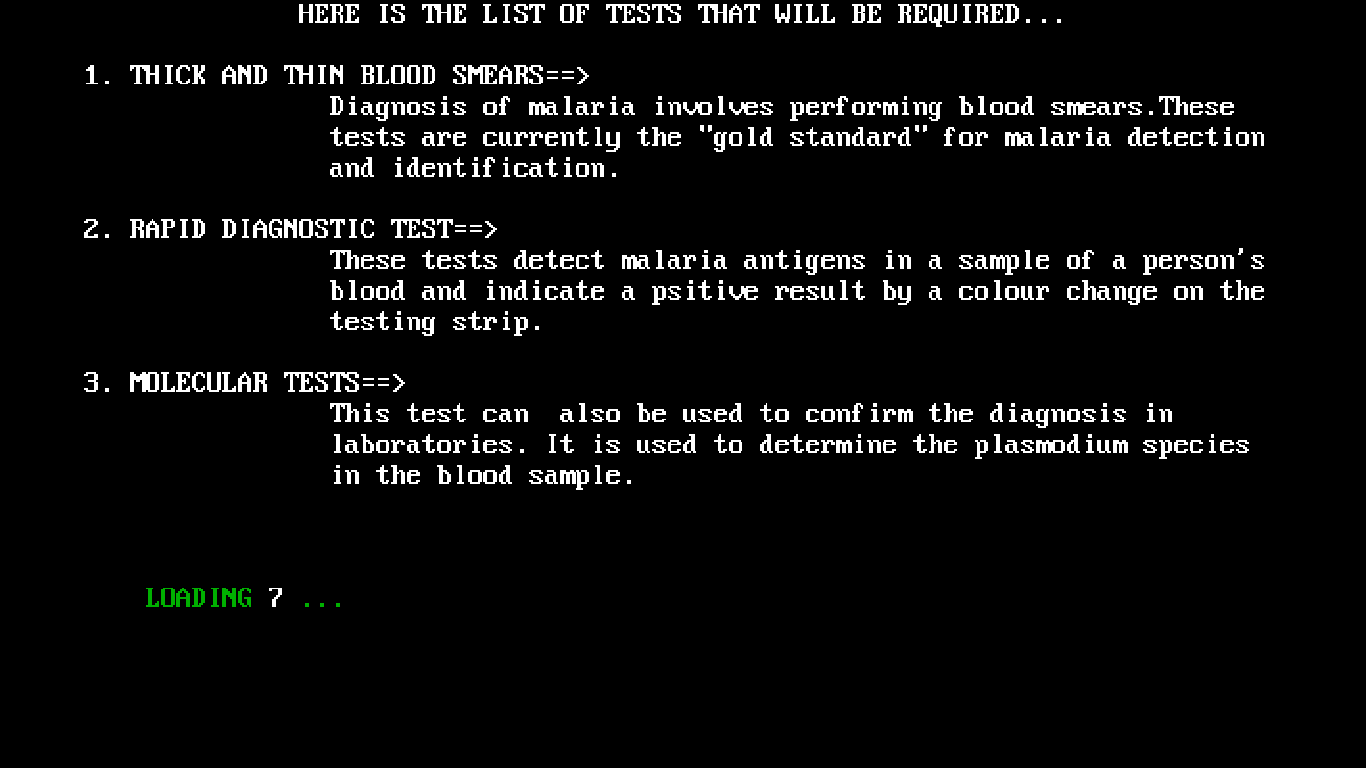 HERE IS THE LIST OF TESTS THAT WILL BE REQUIRED...
1. THICK AND THIN BLOOD SMEARS==>
Diagnosis of malaria involves performing blood smears.These
tests are currently the "gold standard" for malaria detection
and identification.
2. RAPID DIAGNOSTIC TEST==>
These tests detect malaria antigens in a sample of a person's
blood and indicate a psitive result by a colour change on the
testing strip.
3. MOLECULAR TESTS==>
This test can  also be used to confirm the diagnosis in
laboratories. It is used to determine the plasmodium species
in the blood sample.
LOADING 7 ...